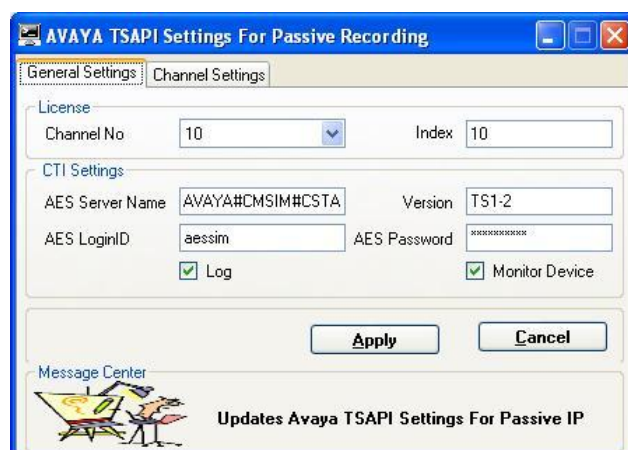 AVAYA TSAPI Settings For Passive Recording
General Settings Channel Settings
License
Channel No 10 Index 10
CTI Settings
AES Server Name AVAYA#CMSIM#CSTA Version TS1-2
AES LoginID aessim AES Password **********
Log Monitor Device
Apply Cancel
Message Center
Updates Avaya TSAPI Settings For Passive IP